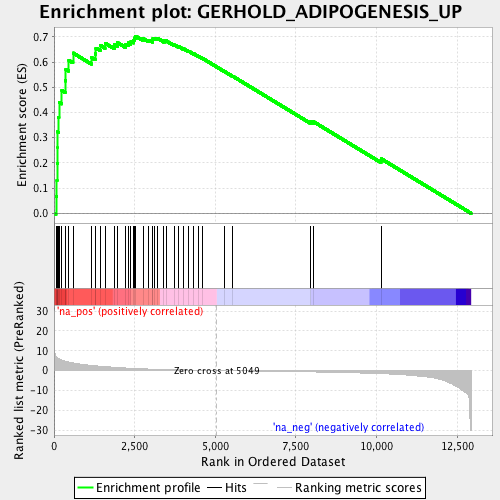 Enrichment plot: GERHOLD_ADIPOGENESIS_UP
Enrichment score (ES)
0.7
0.6
0.5
0.4
0.3
0.2
0.1
0.0
'na_pos' (positively correlated)
Ranked list metric (PreRanked)
30
20
10
0
-10
-20
-30
Zero cross at 5049
'na_neg' (negatively correlated)
0
2,500
5,000
7,500
10,000
12,500
Rank in Ordered Dataset
Enrichment profile
Hits
Ranking metric scores